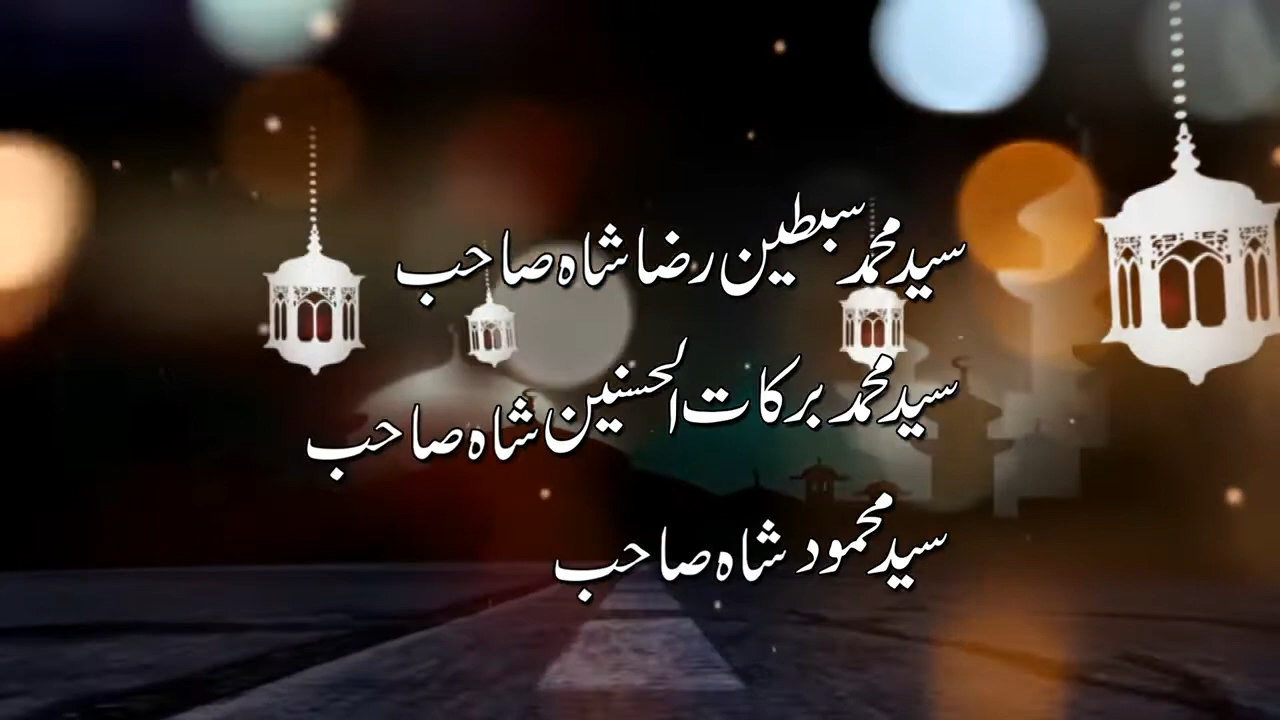 سید محمد سبطین رضا شاہ صاحب
سید محمد برکات الحسنین شاہ صاحب
سید محمود شاہ صاحب